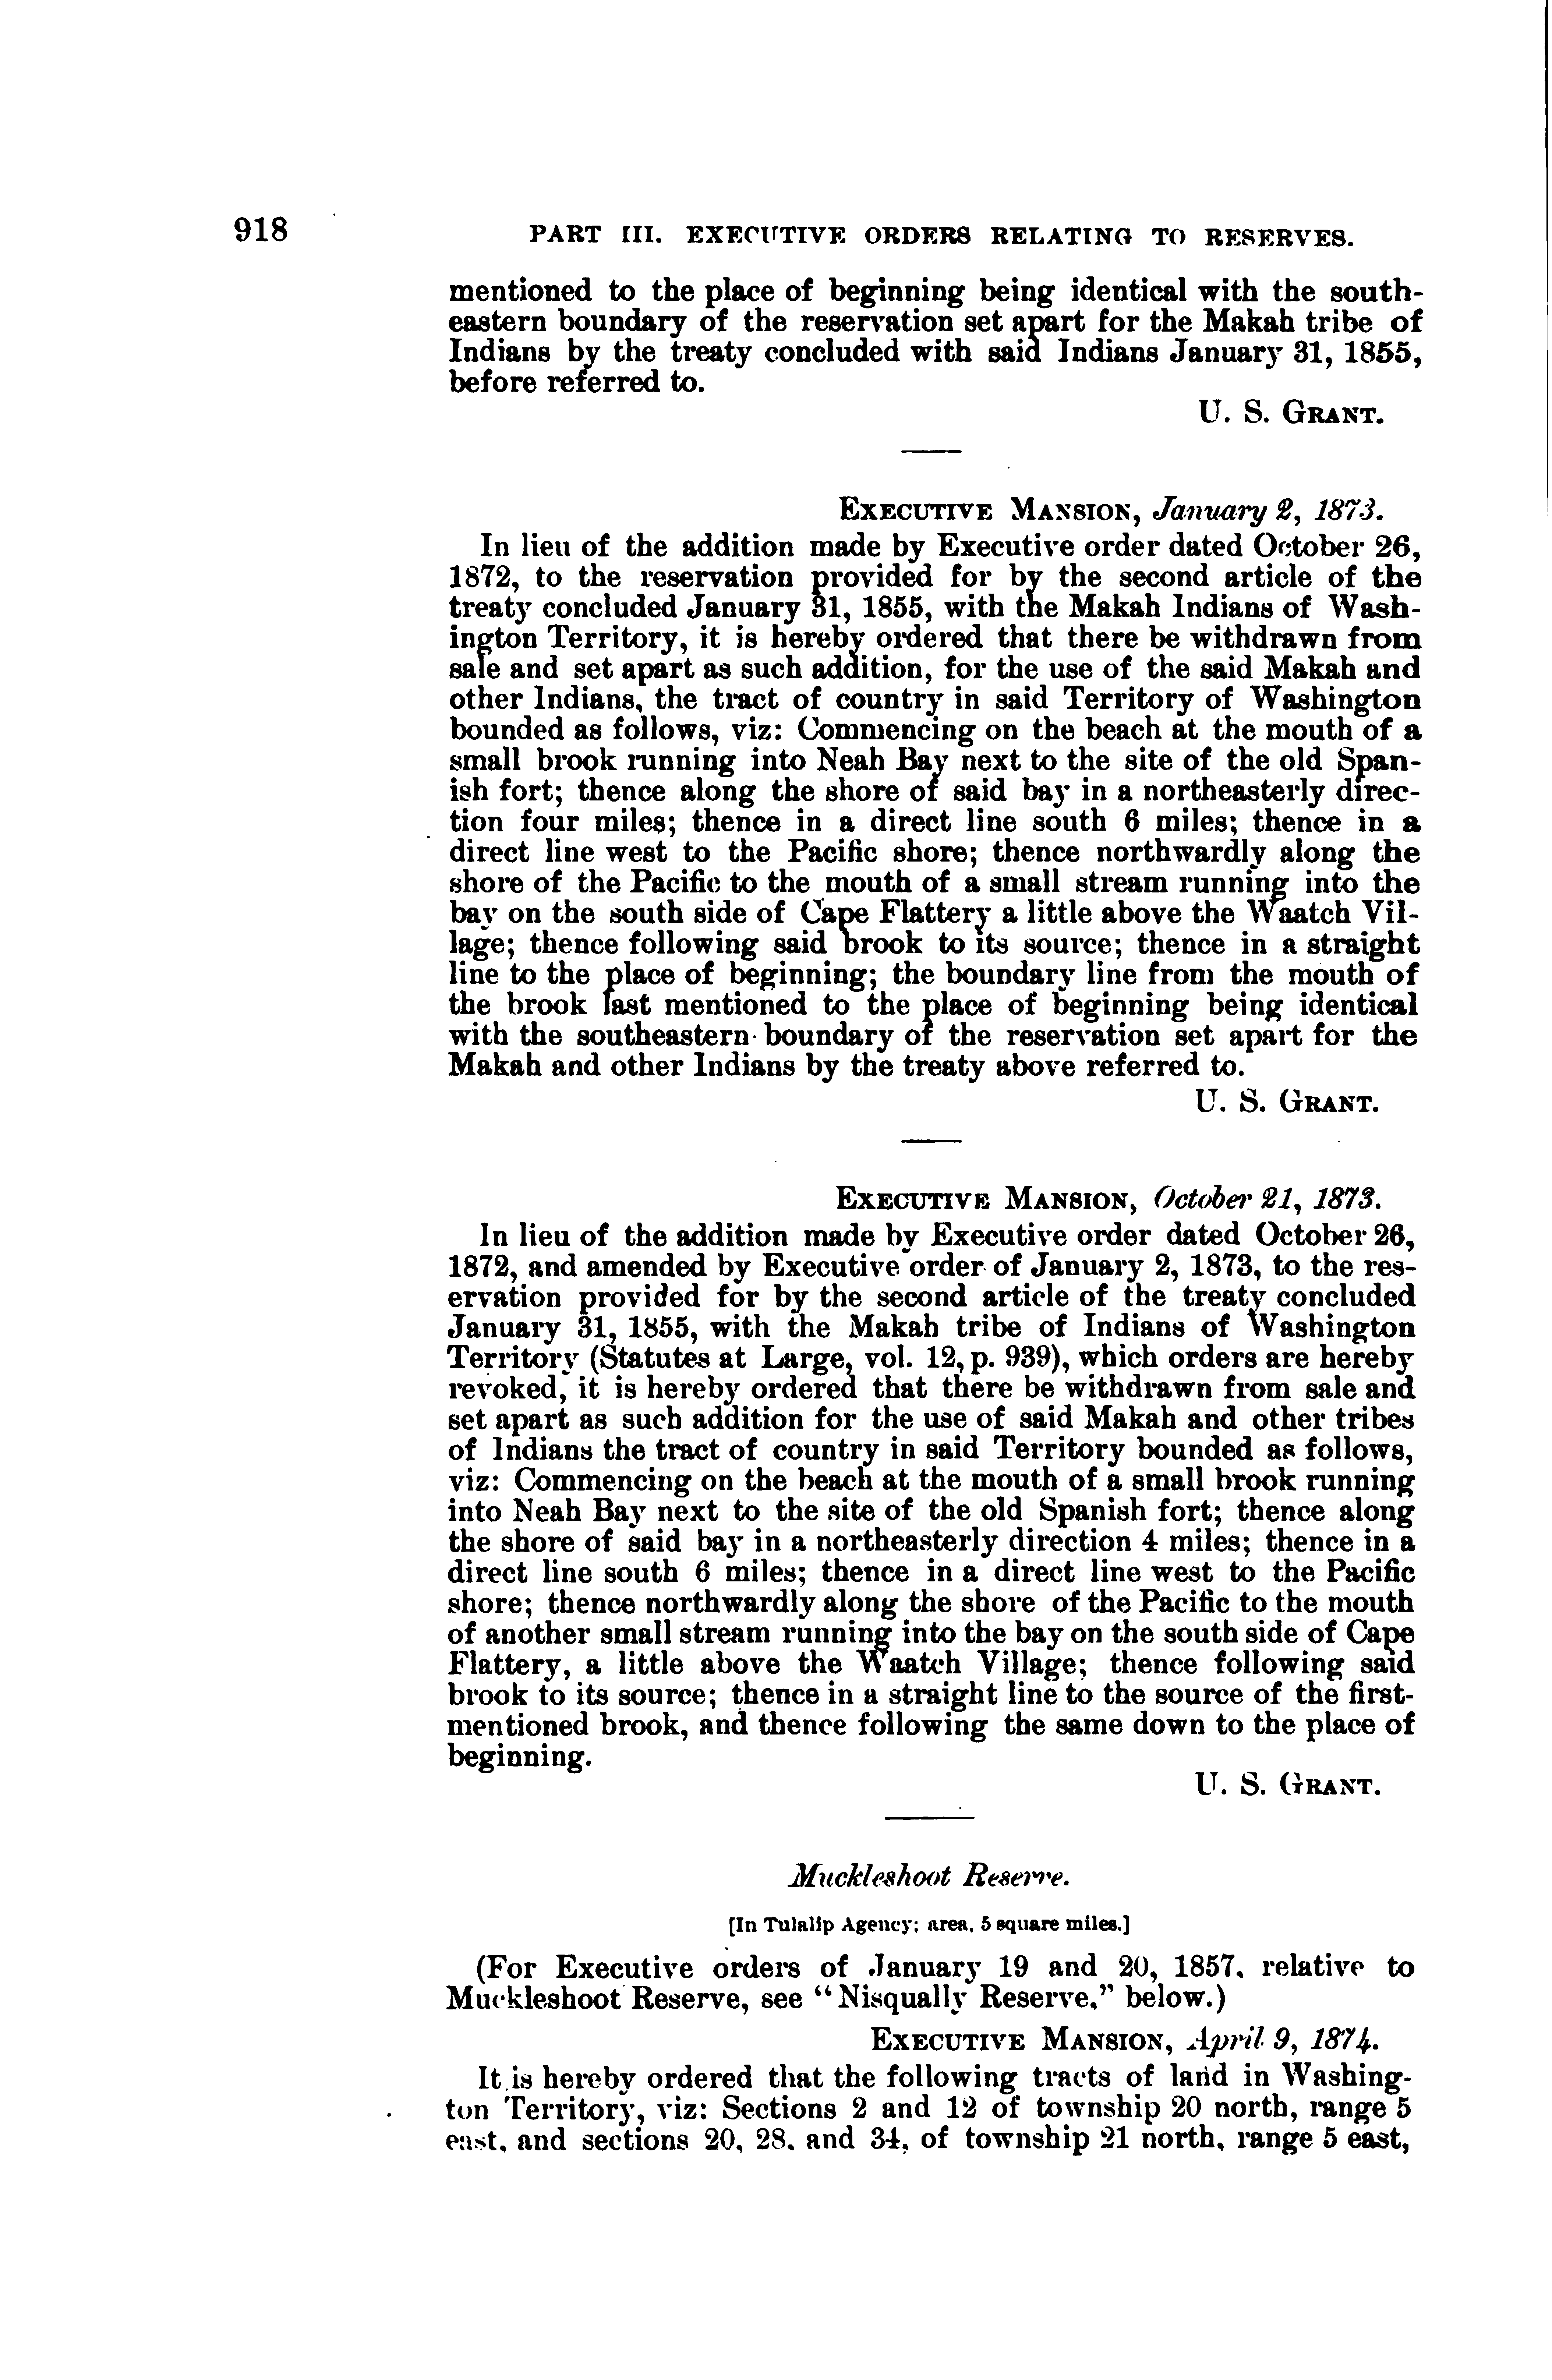 918
PART III. EXECUTIVE ORDERS RELATING TO RESERVES.
mentioned to the place of beginning being identical with the south-
eastern boundary of the reservation set apart for the Makah tribe of
Indians by the treaty concluded with said Indians January 31, 1855,
before referred to.
U. S. GRANT.
EXECUTIVE MANSION, January 2, 1873.
In lieu of the addition made by Executive order dated October 26,
1872, to the reservation provided for by the second article of the
treaty concluded January 31, 1855, with the Makah Indians of Wash-
ington Territory, it is hereby ordered that there be withdrawn from
sale and set apart as such addition, for the use of the said Makah and
other Indians, the tract of country in said Territory of Washington
bounded as follows, viz: Commencing on the beach at the mouth of a
small brook running into Neah Bay next to the site of the old Span-
ish fort; thence along the shore of said bay in a northeasterly direc-
tion four miles; thence in a direct line south 6 miles; thence in a
direct line west to the Pacific shore; thence northwardly along the
shore of the Pacific to the mouth of a small stream running into the
bay on the south side of Cape Flattery a little above the Waatch Vil-
lage; thence following said brook to its source; thence in a straight
line to the place of beginning; the boundary line from the mouth of
the brook last mentioned to the place of beginning being identical
with the southeastern boundary of the reservation set apart for the
Makah and other Indians by the treaty above referred to.
U. S. GRANT.
EXECUTIVE MANSION, October 21, 1873.
In lieu of the addition made by Executive order dated October 26,
1872, and amended by Executive order of January 2, 1873, to the res-
ervation provided for by the second article of the treaty concluded
January 31, 1855, with the Makah tribe of Indians of Washington
Territory (Statutes at Large, vol. 12, p. 939), which orders are hereby
revoked, it is hereby ordered that there be withdrawn from sale and
set apart as such addition for the use of said Makah and other tribes
of Indians the tract of country in said Territory bounded as follows,
viz: Commencing on the beach at the mouth of a small brook running
into Neah Bay next to the site of the old Spanish fort; thence along
the shore of said bay in a northeasterly direction 4 miles; thence in a
direct line south 6 miles; thence in a direct line west to the Pacific
shore; thence northwardly along the shore of the Pacific to the mouth
of another small stream running into the bay on the south side of Cape
Flattery, a little above the Waatch Village; thence following said
brook to its source; thence in a straight line to the source of the first-
mentioned brook, and thence following the same down to the place of
beginning.
U. S. GRANT.
Muckleshoot Reserve.
[In Tulalip Agency; area, 5 square miles.]
(For Executive orders of January 19 and 20, 1857, relative to
Muckleshoot Reserve, see "Nisqually Reserve," below.)
EXECUTIVE MANSION, April 9, 1874.
It is hereby ordered that the following tracts of land in Washing-
ton Territory, viz: Sections 2 and 12 of township 20 north, range 5
east, and sections 20, 28, and 34, of township 21 north, range 5 east,